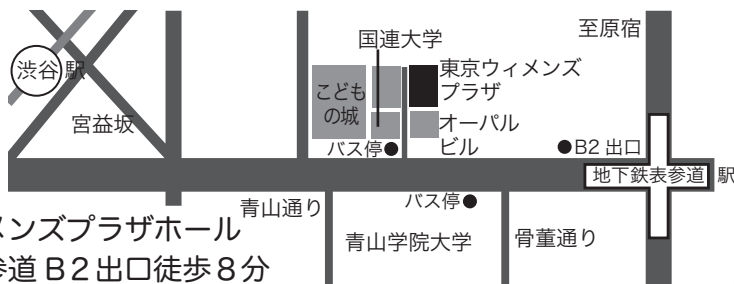 国連大学
至原宿
渋谷駅
東京ウィメンズ
プラザ
こども
の城
宮益坂
オーパル
ビル
バス停●
●B2 出口
地下鉄表参道 駅
青山通り
バス停●
メンズプラザホール
青山学院大学
骨董通り
参道 B2 出口徒歩8分